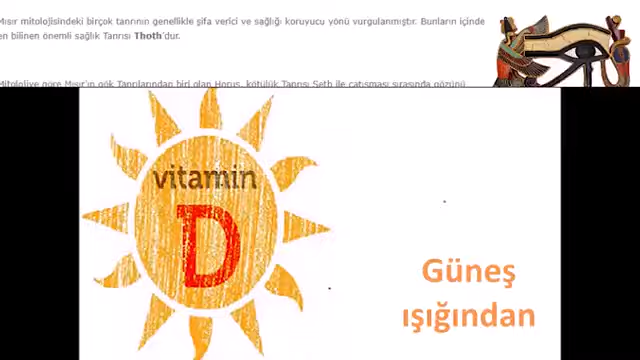 Mısır mitolojisindeki birçok tanrının genellikle şifa verici ve sağlığı koruyucu yönü vurgulanmıştır. Bunların içinde
en bilinen önemli sağlık Tanrısı Thoth'dur.
Mitolojiye göre Mısır'ın gök Tanrılarından biri olan Horus, kötülük Tanrısı Seth ile çatışması sırasında gözünü
vitamin
D
Güneş
ışığından